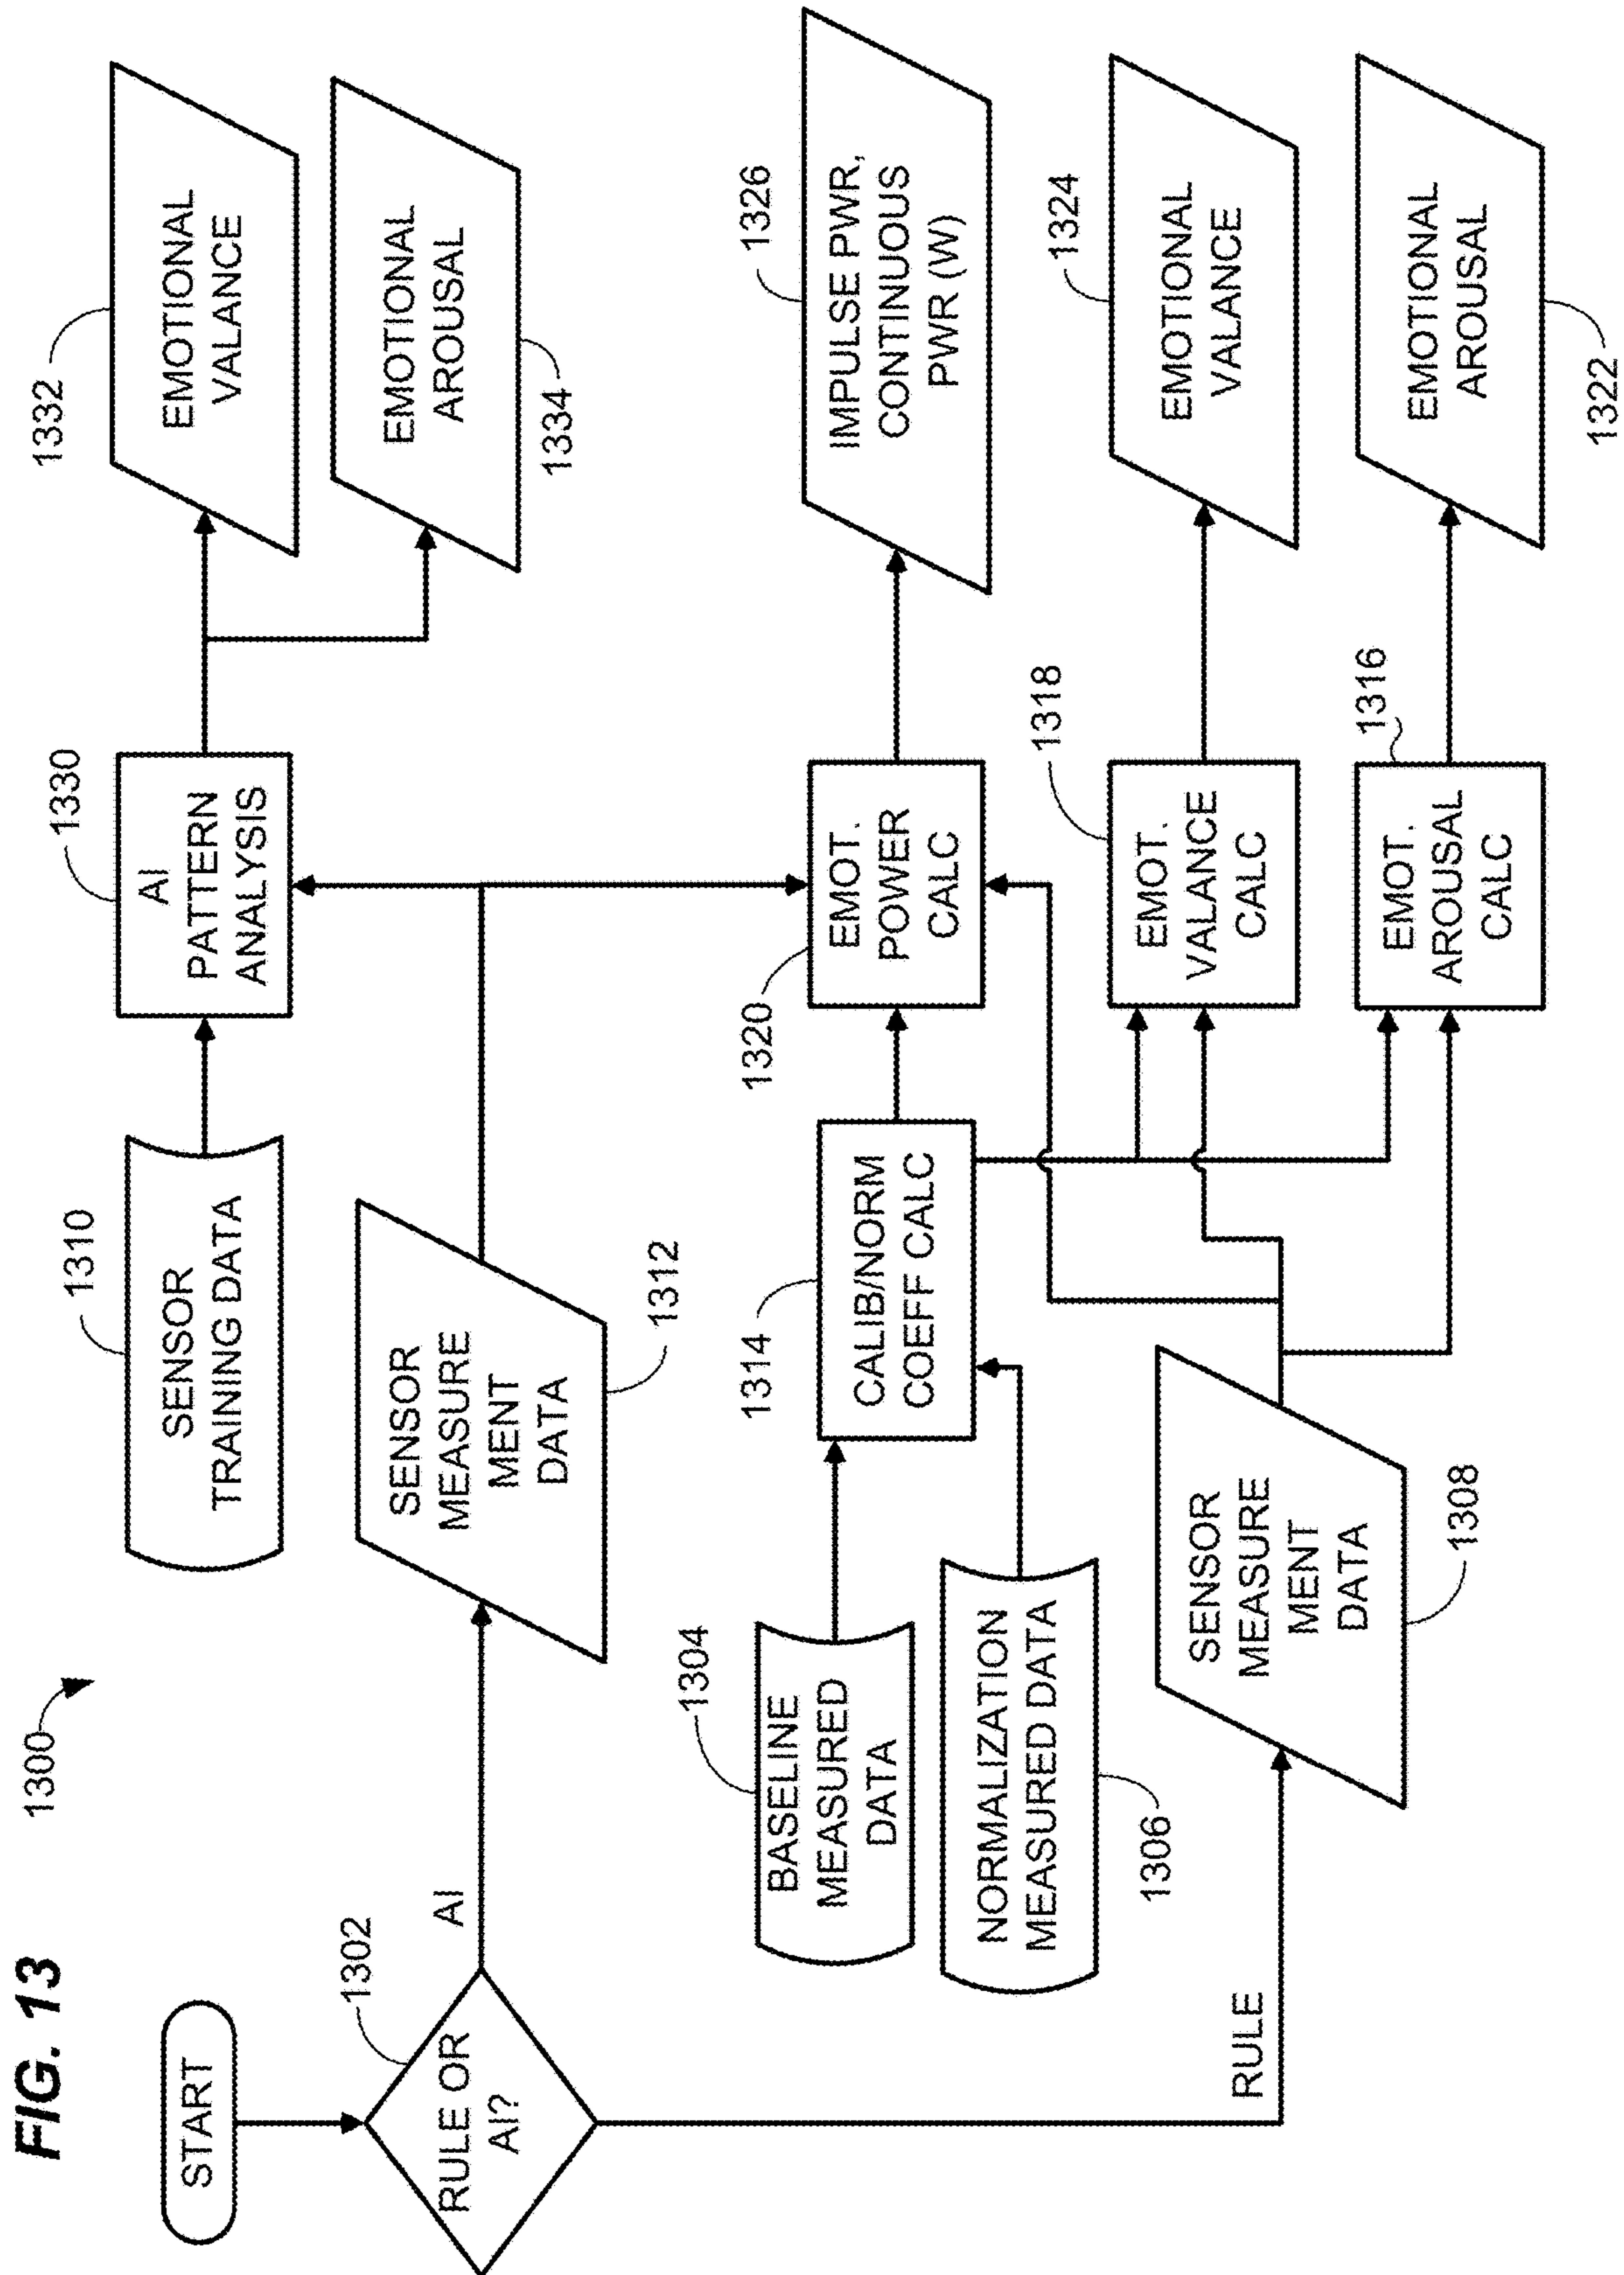 FIG. 13
1300
START
RULE OR
AI?
1302
AI
RULE
SENSOR
TRAINING DATA
1310
SENSOR
MEASURE
MENT
DATA
1312
BASELINE
MEASURED
DATA
1304
NORMALIZATION
MEASURED DATA
1306
SENSOR
MEASURE
MENT
DATA
1308
CALIB/NORM
COEFF CALC
1314
AI
PATTERN
ANALYSIS
1330
EMOT.
POWER
CALC
1320
EMOT.
VALANCE
CALC
1318
EMOT.
AROUSAL
CALC
1316
EMOTIONAL
VALANCE
1332
EMOTIONAL
AROUSAL
1334
IMPULSE PWR,
CONTINUOUS
PWR (W)
1326
EMOTIONAL
VALANCE
1324
EMOTIONAL
AROUSAL
1322